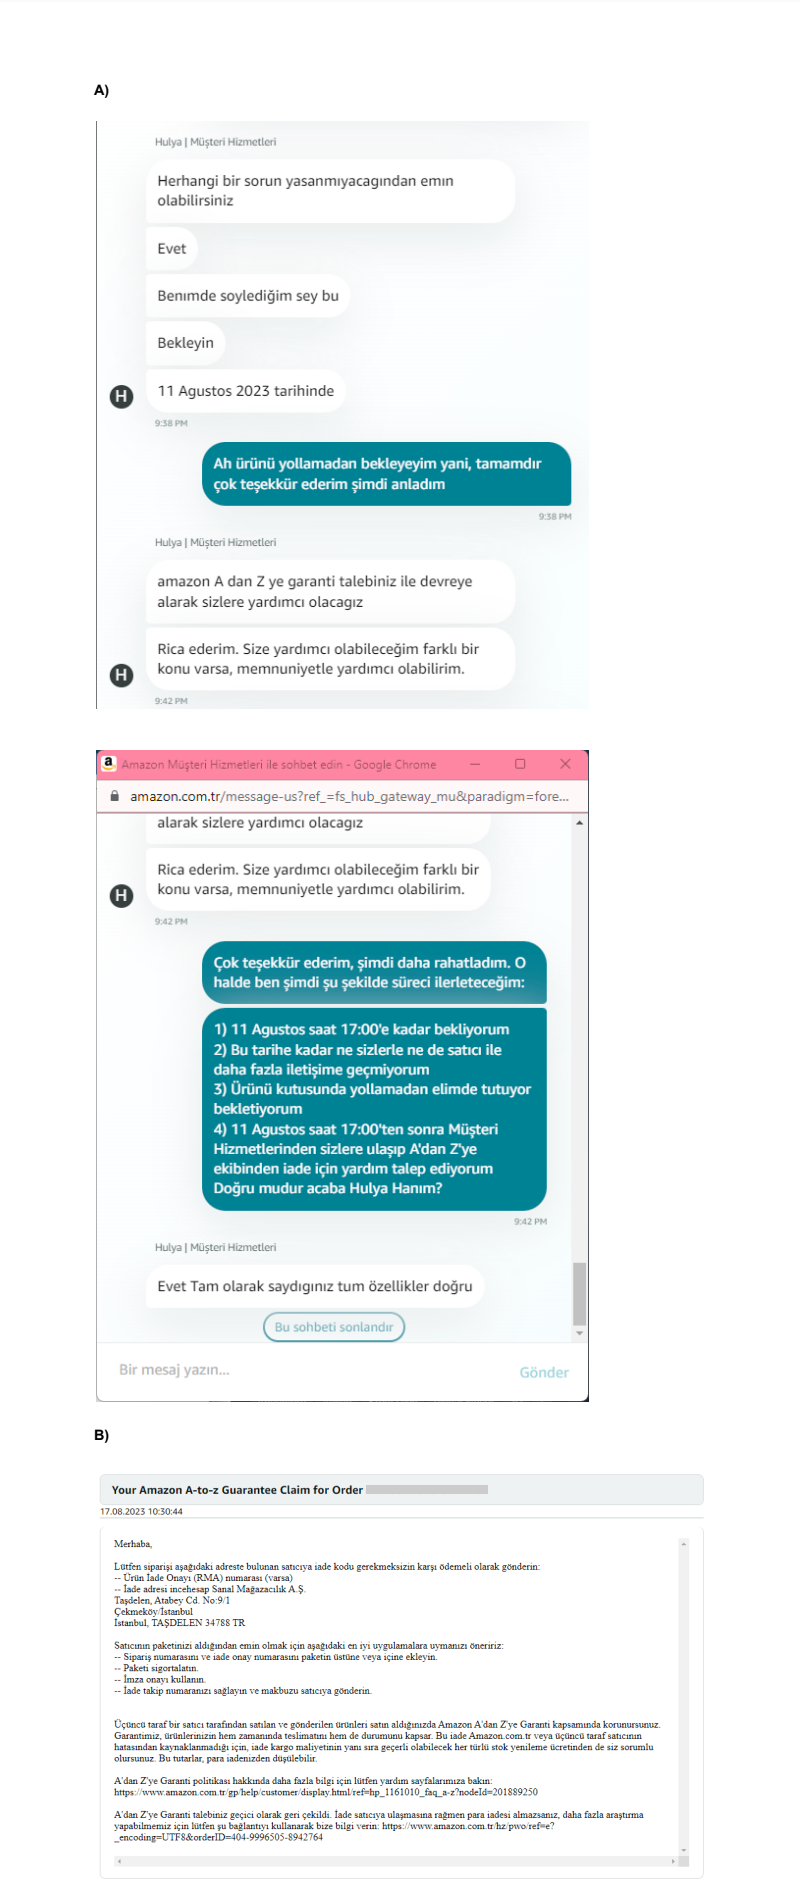 A)
Hulya | Müşteri Hizmetleri
Herhangi bir sorun yasanmıyacagından emın
olabilirsiniz
Evet
Benımde soylediğim sey bu
Bekleyin
H
11 Agustos 2023 tarihinde
9:38 PM
Ah ürünü yollamadan bekleyeyim yani, tamamdır
çok teşekkür ederim şimdi anladım
9:38 PM
Hulya | Müşteri Hizmetleri
amazon A dan Z ye garanti talebiniz ile devreye
alarak sizlere yardımcı olacagız
Rica ederim. Size yardımcı olabileceğim farklı bir
konu varsa, memnuniyetle yardımcı olabilirim.
H
9:42 PM
a
Amazon Müşteri Hizmetleri ile sohbet edin - Google Chrome
amazon.com.tr/message-us?ref_=fs_hub_gateway_mu&paradigm=fore...
alarak sizlere yardımcı olacagız
Rica ederim. Size yardımcı olabileceğim farklı bir
konu varsa, memnuniyetle yardımcı olabilirim.
H
9:42 PM
Çok teşekkür ederim, şimdi daha rahatladım. O
halde ben şimdi şu şekilde süreci ilerleteceğim:
1) 11 Agustos saat 17:00'e kadar bekliyorum
2) Bu tarihe kadar ne sizlerle ne de satıcı ile
daha fazla iletişime geçmiyorum
3) Ürünü kutusunda yollamadan elimde tutuyor
bekletiyorum
4) 11 Agustos saat 17:00'ten sonra Müşteri
Hizmetlerinden sizlere ulaşıp A'dan Z'ye
ekibinden iade için yardım talep ediyorum
Doğru mudur acaba Hulya Hanım?
9:42 PM
Hulya | Müşteri Hizmetleri
Evet Tam olarak saydıgınız tum özellikler doğru
Bu sohbeti sonlandır
Bir mesaj yazın...
Gönder
B)
Your Amazon A-to-z Guarantee Claim for Order
17.08.2023 10:30:44
Merhaba,
Lütfen siparişi aşağıdaki adreste bulunan satıcıya iade kodu gerekmeksizin karşı ödemeli olarak gönderin:
-- Ürün İade Onayı (RMA) numarası (varsa)
-- İade adresi incehesap Sanal Mağazacılık A.Ş.
Taşdelen, Atabey Cd. No:9/1
Çekmeköy/İstanbul
İstanbul, TAŞDELEN 34788 TR
Satıcının paketinizi aldığından emin olmak için aşağıdaki en iyi uygulamalara uymanızı öneririz:
-- Sipariş numarasını ve iade onay numarasını paketin üstüne veya içine ekleyin.
-- Paketi sigortalatın.
-- İmza onayı kullanın.
-- İade takip numaranızı sağlayın ve makbuzu satıcıya gönderin.
Üçüncü taraf bir satıcı tarafından satılan ve gönderilen ürünleri satın aldığınızda Amazon A'dan Z'ye Garanti kapsamında korunursunuz.
Garantimiz, ürünlerinizin hem zamanında teslimatını hem de durumunu kapsar. Bu iade Amazon.com.tr veya üçüncü taraf satıcının
hatasından kaynaklanmadığı için, iade kargo maliyetinin yanı sıra geçerli olabilecek her türlü stok yenileme ücretinden de siz sorumlu
olursunuz. Bu tutarlar, para iadenizden düşülebilir.
A'dan Z'ye Garanti politikası hakkında daha fazla bilgi için lütfen yardım sayfalarımıza bakın:
https://www.amazon.com.tr/gp/help/customer/display.html/ref=hp_1161010_faq_a-z?nodeId=201889250
A'dan Z'ye Garanti talebiniz geçici olarak geri çekildi. İade satıcıya ulaşmasına rağmen para iadesi almazsanız, daha fazla araştırma
yapabilmemiz için lütfen şu bağlantıyı kullanarak bize bilgi verin: https://www.amazon.com.tr/hz/pwo/ref=e?
_encoding=UTF8&orderID=404-9996505-8942764